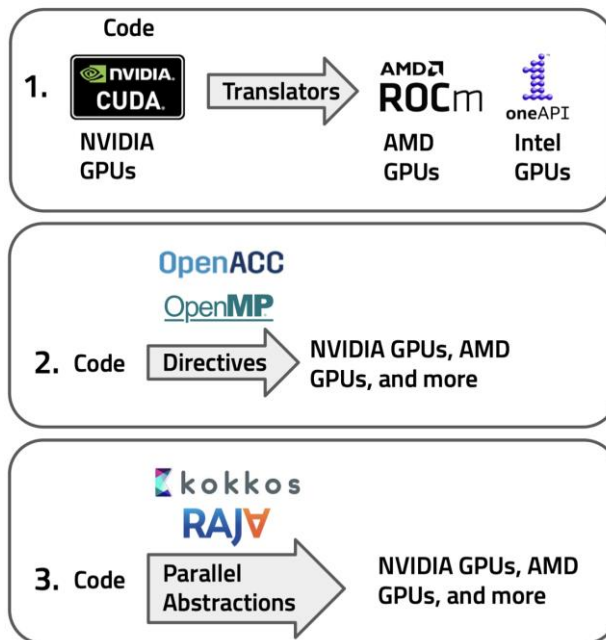 Code
1.
NVIDIA.
CUDA.
Translators
AMD
ROCm
oneAPI
NVIDIA
GPUs
AMD
GPUs
Intel
GPUs
OpenACC
OpenMP
2. Code
Directives
NVIDIA GPUs, AMD
GPUs, and more
kokkos
RAJA
3. Code
Parallel
Abstractions
NVIDIA GPUs, AMD
GPUs, and more